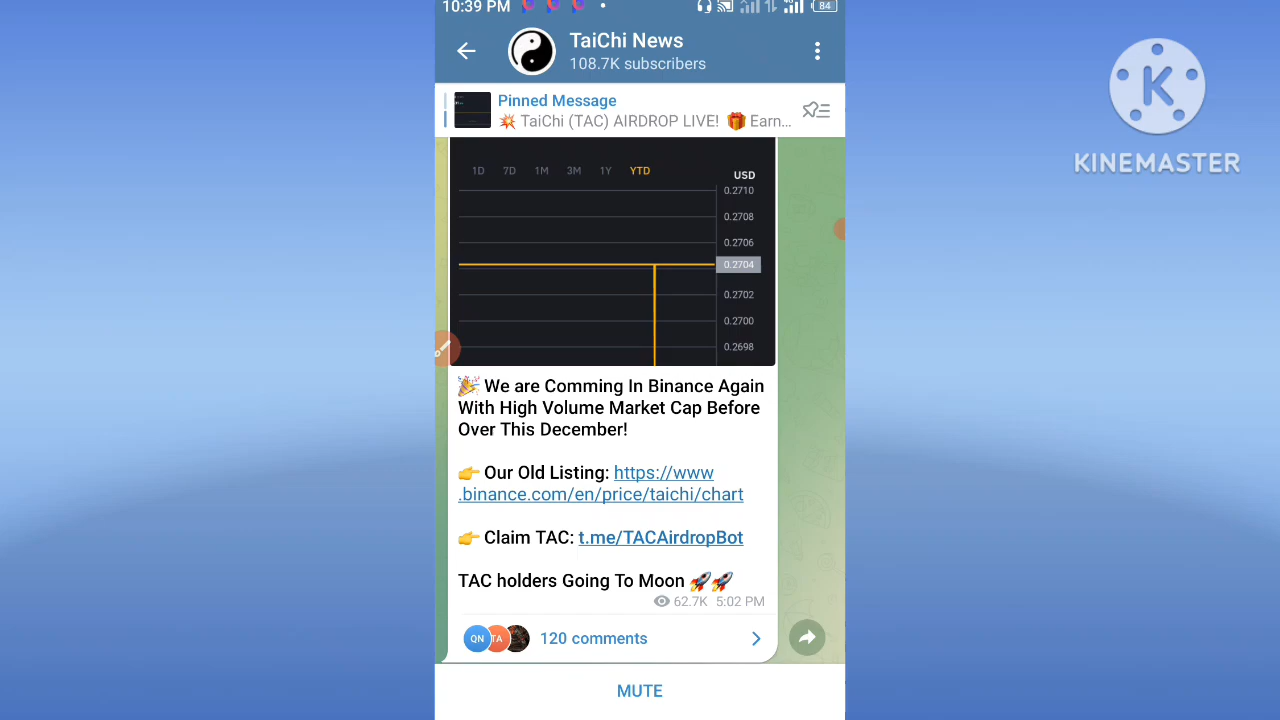 10:39 PM
84
TaiChi News
108.7K subscribers
Pinned Message
💥 TaiChi (TAC) AIRDROP LIVE! 🎁 Earn...
1D 7D 1M 3M 1Y YTD
USD
0.2710
0.2708
0.2706
0.2704
0.2702
0.2700
0.2698
🎉 We are Comming In Binance Again
With High Volume Market Cap Before
Over This December!
👉 Our Old Listing: https://www
.binance.com/en/price/taichi/chart
👉 Claim TAC: t.me/TACAirdropBot
TAC holders Going To Moon 🚀🚀
62.7K 5:02 PM
QN TA 120 comments
MUTE
K
KINEMASTER